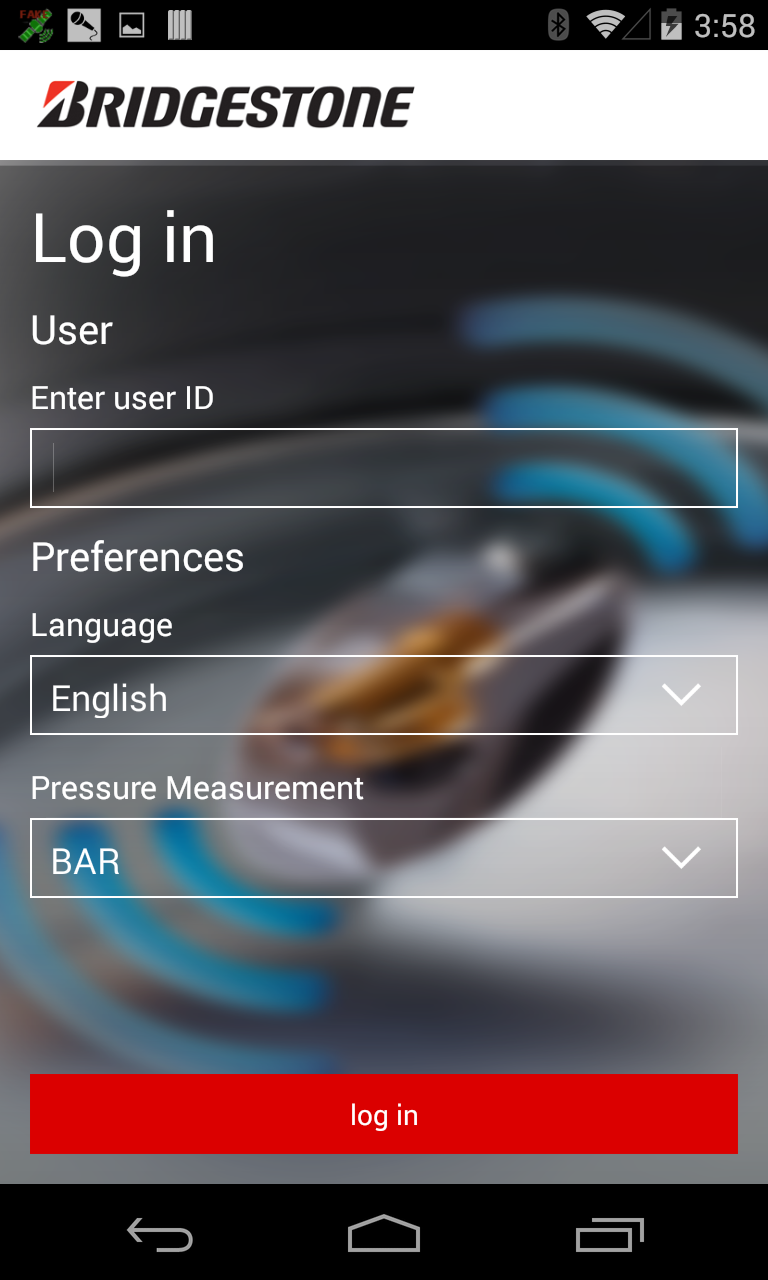 FAKE
3:58
BRIDGESTONE
Log in
User
Enter user ID
Preferences
Language
English
Pressure Measurement
BAR
log in